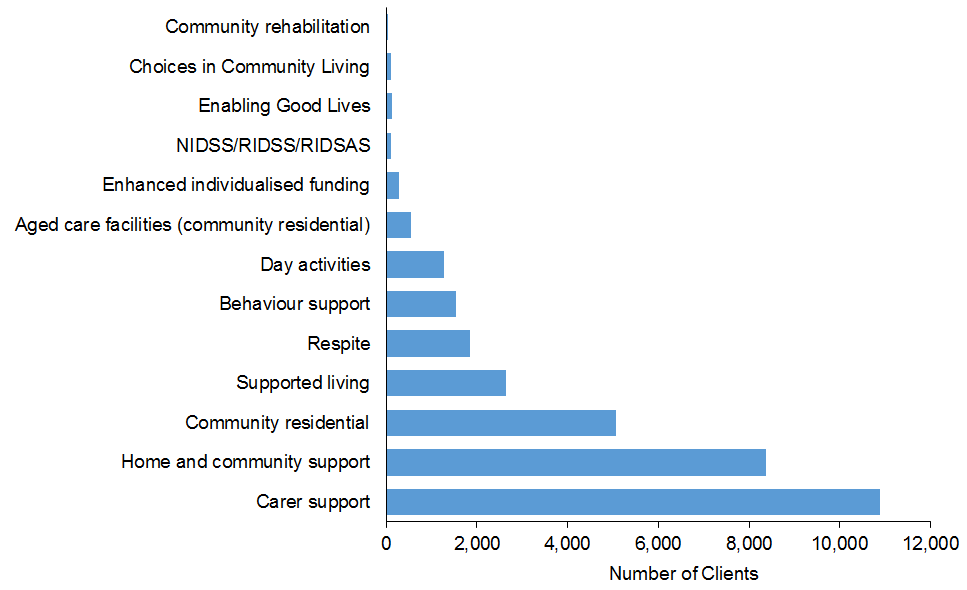 Community rehabilitation
Choices in Community Living
Enabling Good Lives
NIDSS/RIDSS/RIDSAS
Enhanced individualised funding
Aged care facilities (community residential)
Day activities
Behaviour support
Respite
Supported living
Community residential
Home and community support
Carer support
0 2,000 4,000 6,000 8,000 10,000 12,000
Number of Clients